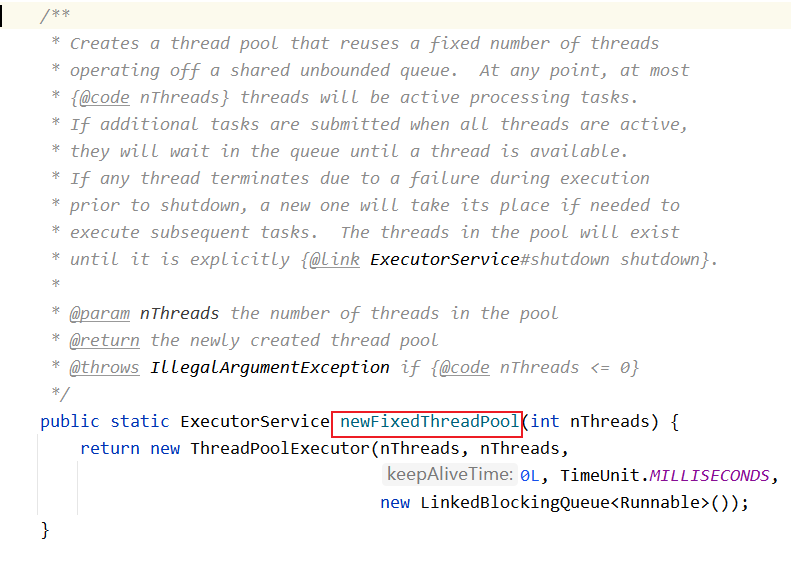 /**
 * Creates a thread pool that reuses a fixed number of threads
 * operating off a shared unbounded queue.  At any point, at most
 * {@code nThreads} threads will be active processing tasks.
 * If additional tasks are submitted when all threads are active,
 * they will wait in the queue until a thread is available.
 * If any thread terminates due to a failure during execution
 * prior to shutdown, a new one will take its place if needed to
 * execute subsequent tasks.  The threads in the pool will exist
 * until it is explicitly {@link ExecutorService#shutdown shutdown}.
 *
 * @param nThreads the number of threads in the pool
 * @return the newly created thread pool
 * @throws IllegalArgumentException if {@code nThreads <= 0}
 */
public static ExecutorService newFixedThreadPool(int nThreads) {
    return new ThreadPoolExecutor(nThreads, nThreads,
                                  keepAliveTime: 0L, TimeUnit.MILLISECONDS,
                                  new LinkedBlockingQueue<Runnable>());
}